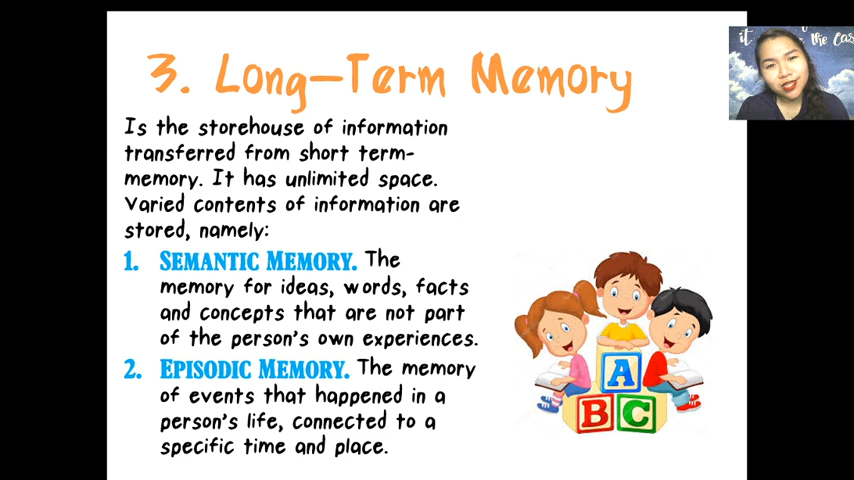 3. Long-Term Memory
Is the storehouse of information
transferred from short term-
memory. It has unlimited space.
Varied contents of information are
stored, namely:
1. SEMANTIC MEMORY. The
memory for ideas, words, facts
and concepts that are not part
of the person's own experiences.
2. EPISODIC MEMORY. The memory
of events that happened in a
person's life, connected to a
specific time and place.
A
B C
it
the cas